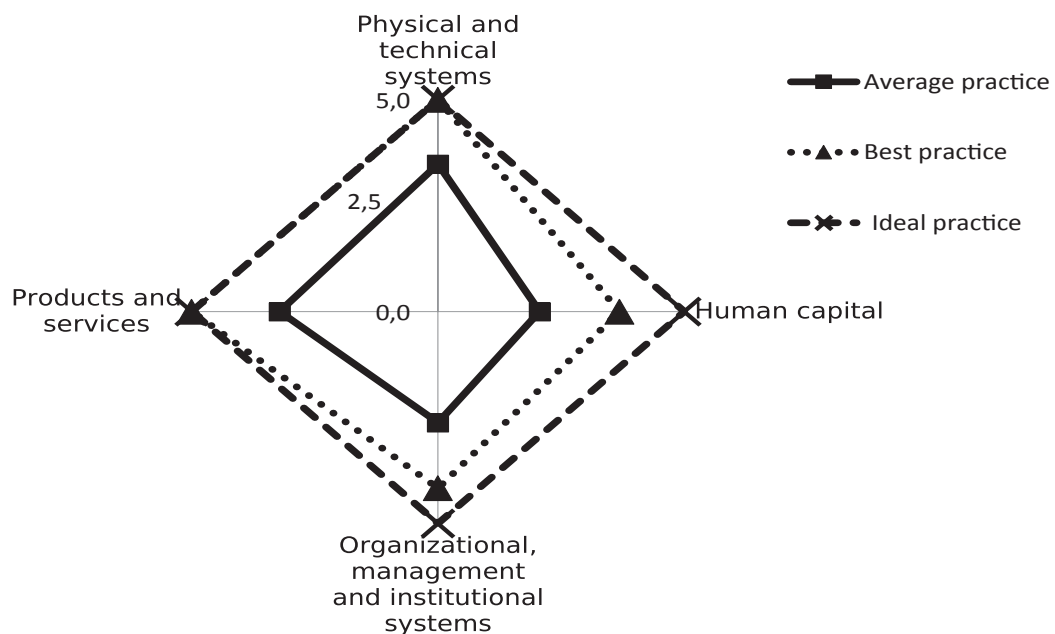 Physical and
technical
systems
5,0
Average practice
Best practice
2,5
Ideal practice
Products and
services
0,0
Human capital
Organizational,
management
and institutional
systems